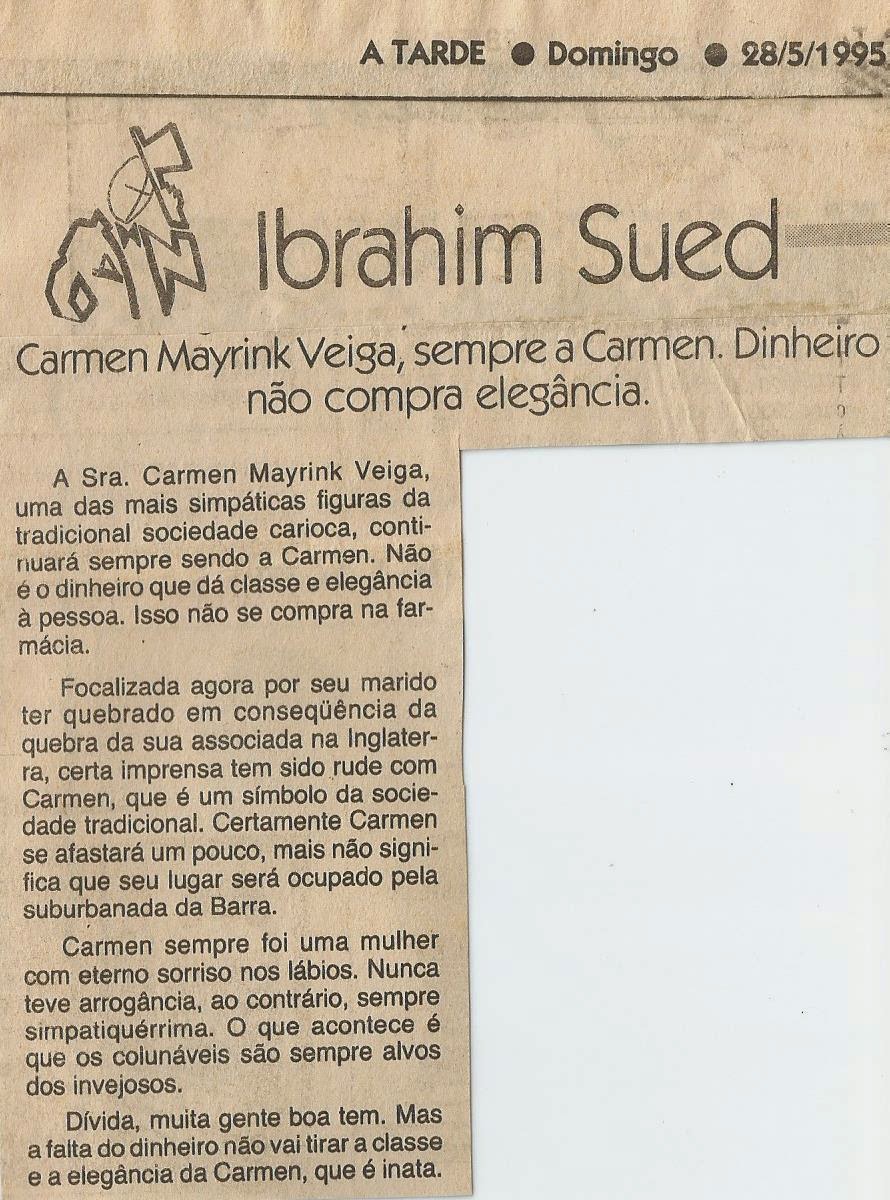 A TARDE ● Domingo ● 28/5/1995
Ibrahim Sued
Carmen Mayrink Veiga, sempre a Carmen. Dinheiro
não compra elegância.
A Sra. Carmen Mayrink Veiga,
uma das mais simpáticas figuras da
tradicional sociedade carioca, conti-
nuará sempre sendo a Carmen. Não
é o dinheiro que dá classe e elegância
à pessoa. Isso não se compra na far-
mácia.
Focalizada agora por seu marido
ter quebrado em conseqüência da
quebra da sua associada na Inglater-
ra, certa imprensa tem sido rude com
Carmen, que é um símbolo da socie-
dade tradicional. Certamente Carmen
se afastará um pouco, mais não signi-
fica que seu lugar será ocupado pela
suburbanada da Barra.
Carmen sempre foi uma mulher
com eterno sorriso nos lábios. Nunca
teve arrogância, ao contrário, sempre
simpatiquérrima. O que acontece é
que os colunáveis são sempre alvos
dos invejosos.
Dívida, muita gente boa tem. Mas
a falta do dinheiro não vai tirar a classe
e a elegância da Carmen, que é inata.